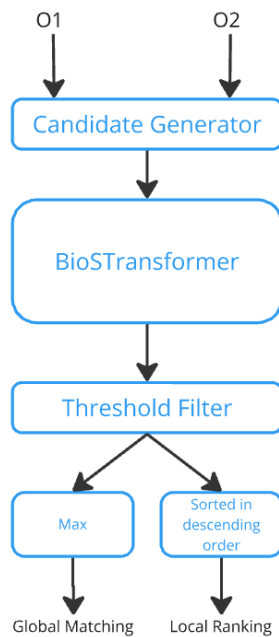 O1 O2
Candidate Generator
BioSTransformer
Threshold Filter
Max
Sorted in
descending
order
Global Matching
Local Ranking